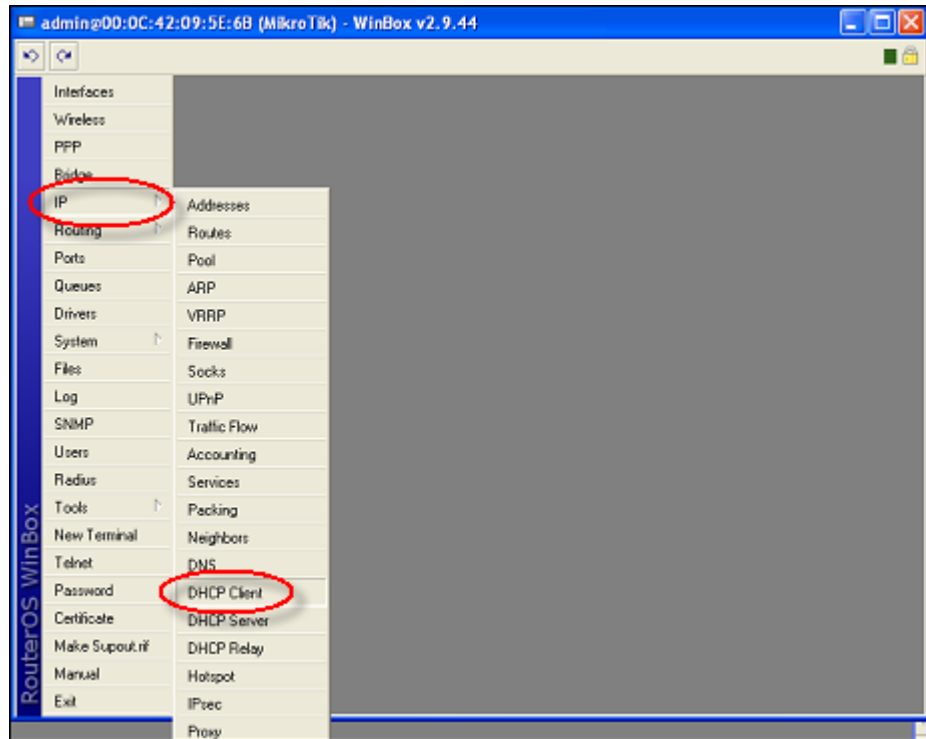 admin@00:0C:42:09:5E:6B (MikroTik) - WinBox v2.9.44
Interfaces
Wireless
PPP
Bridge
IP
Routing
Ports
Queues
Drivers
System
Files
Log
SNMP
Users
Radius
Tools
New Terminal
Telnet
Password
Certificate
Make Supout.rif
Manual
Exit
Addresses
Routes
Pool
ARP
VRRP
Firewall
Socks
UPnP
Traffic Flow
Accounting
Services
Packing
Neighbors
DNS
DHCP Client
DHCP Server
DHCP Relay
Hotspot
IPsec
Proxy
RouterOS WinBox